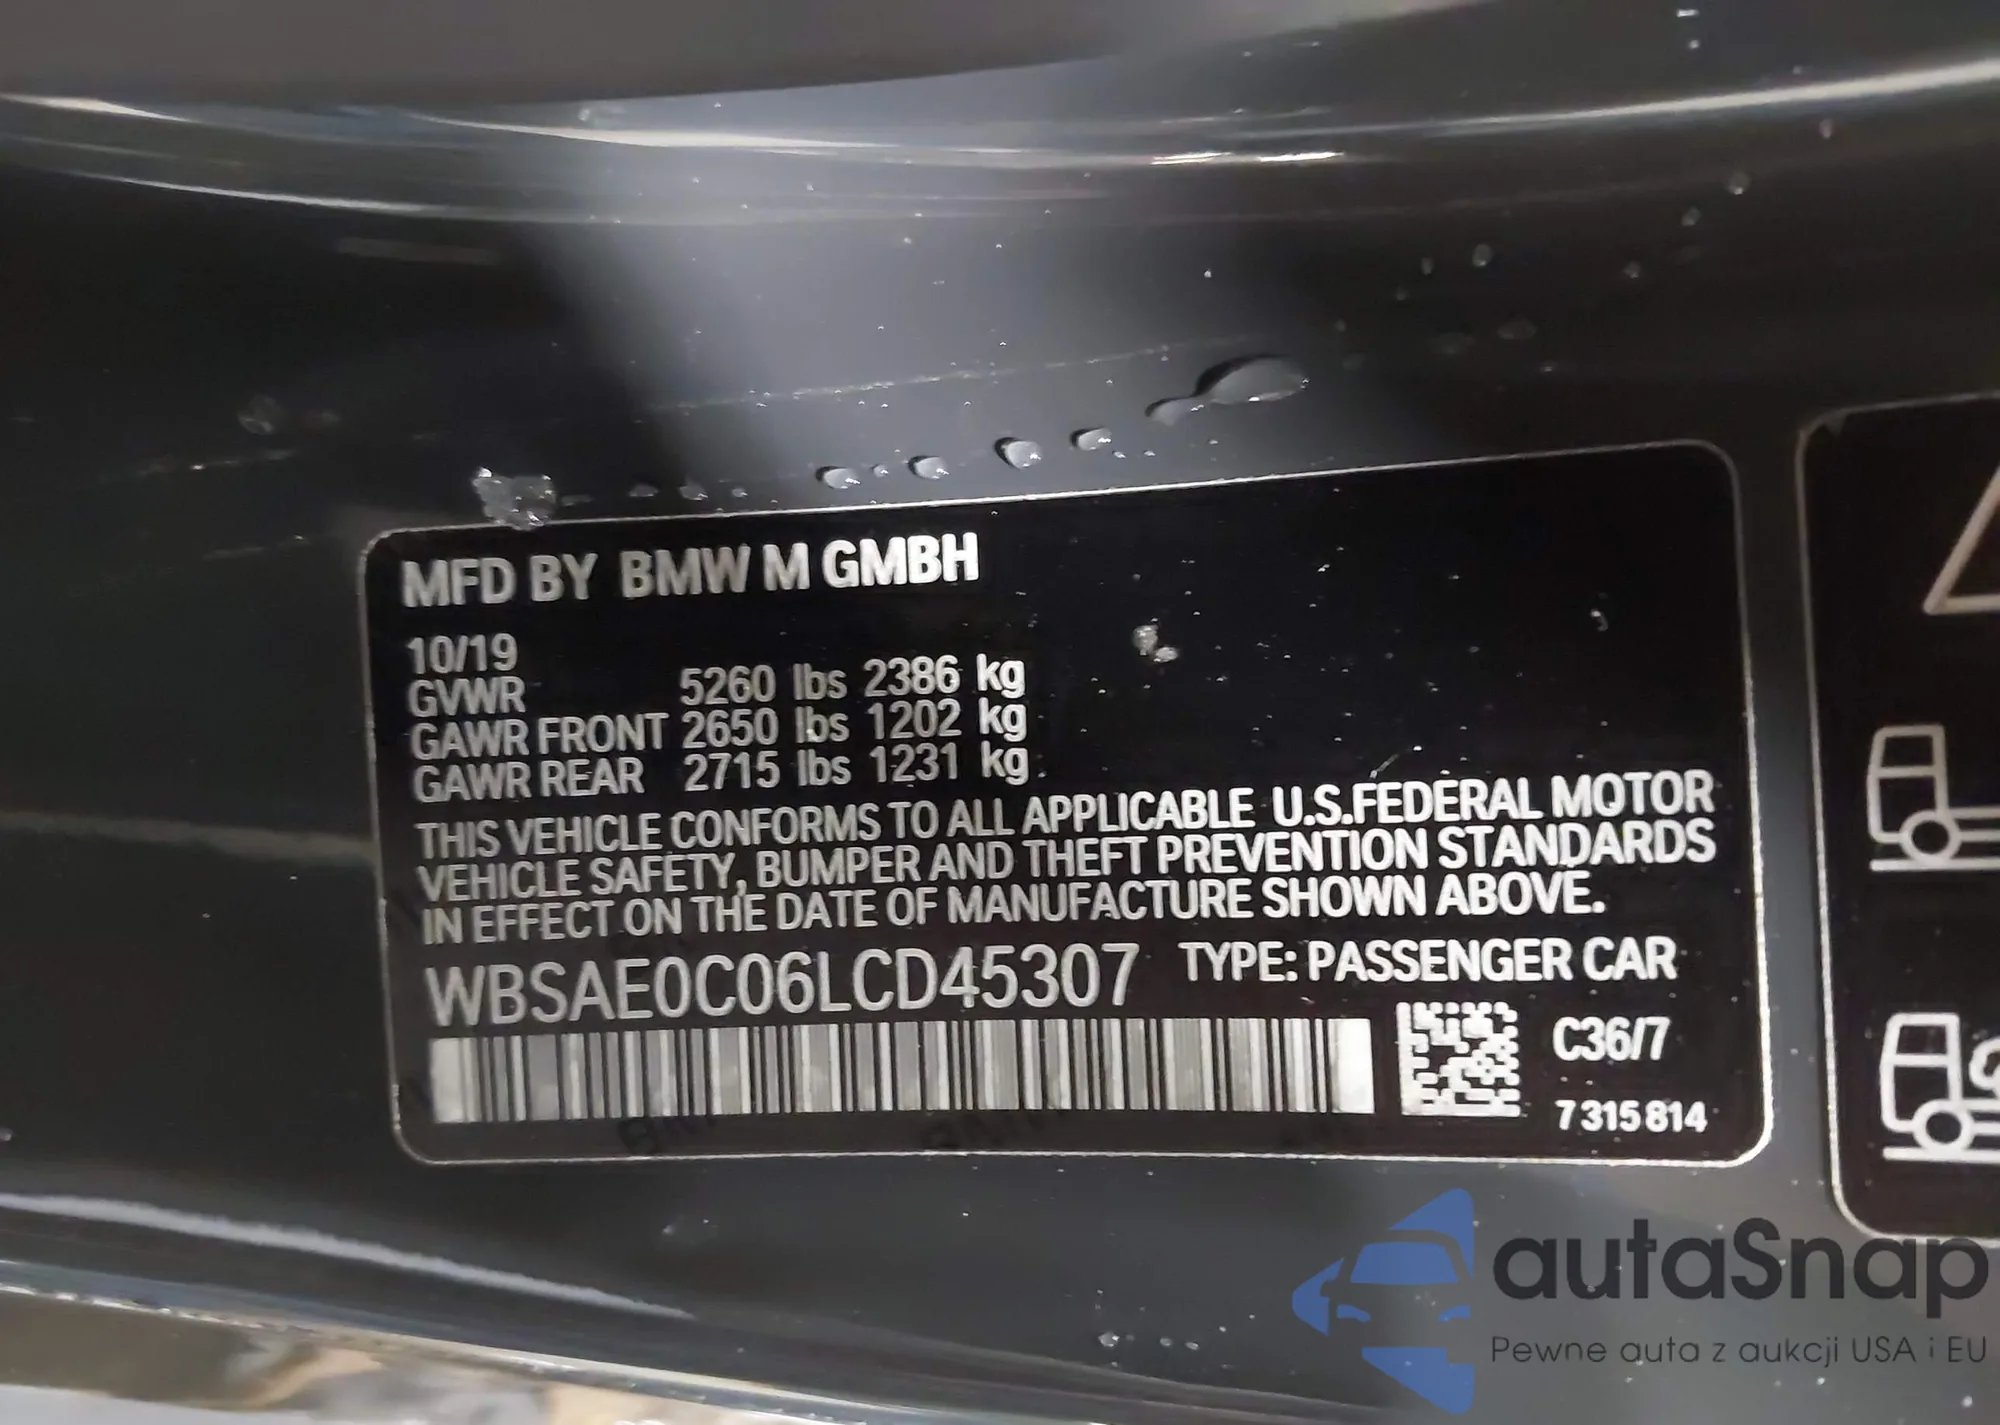 MFD BY BMW M GMBH
10/19
GVWR 5260 lbs 2386 kg
GAWR FRONT 2650 lbs 1202 kg
GAWR REAR 2715 lbs 1231 kg
THIS VEHICLE CONFORMS TO ALL APPLICABLE U.S.FEDERAL MOTOR
VEHICLE SAFETY, BUMPER AND THEFT PREVENTION STANDARDS
IN EFFECT ON THE DATE OF MANUFACTURE SHOWN ABOVE.
WBSAE0C06LCD45307 TYPE: PASSENGER CAR
C36/7
7 315 814
autaSnap
Pewne auta z aukcji USA i EU